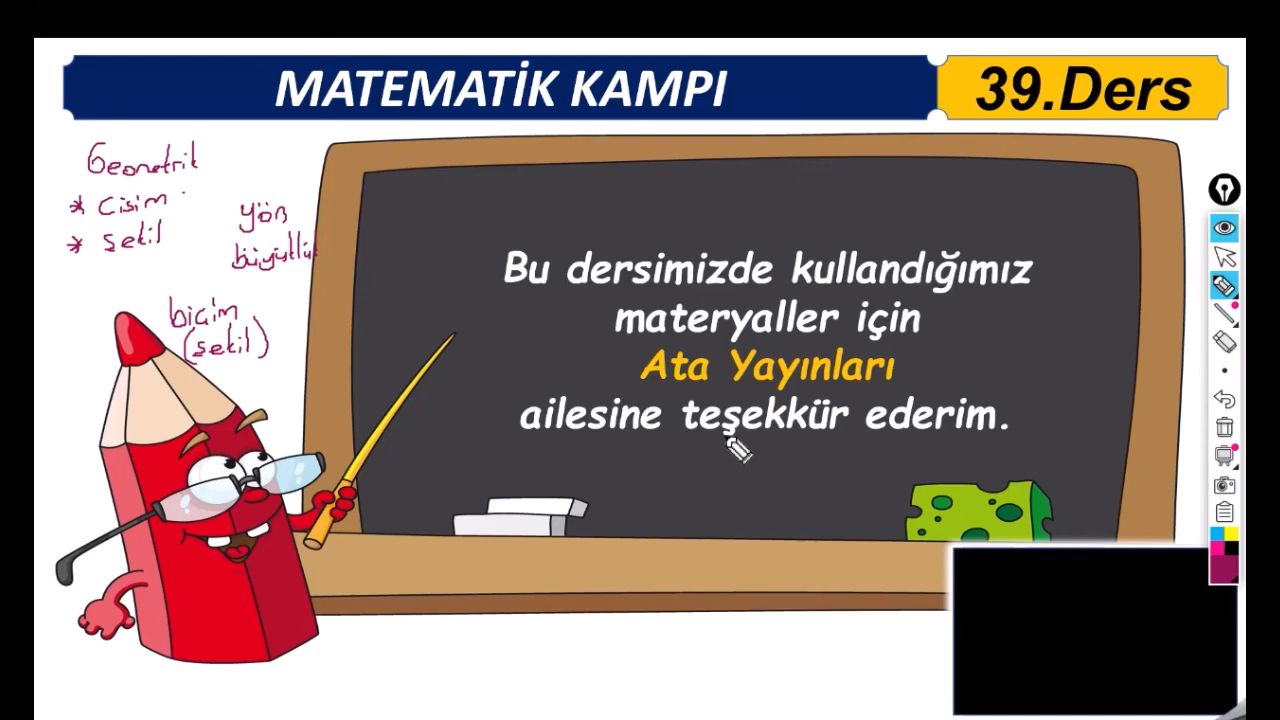 MATEMATİK KAMPI
39.Ders
Geometrik
* cisim
* şekil
yön
büyüklük
biçim
(şekil)
Bu dersimizde kullandığımız
materyaller için
Ata Yayınları
ailesine teşekkür ederim.